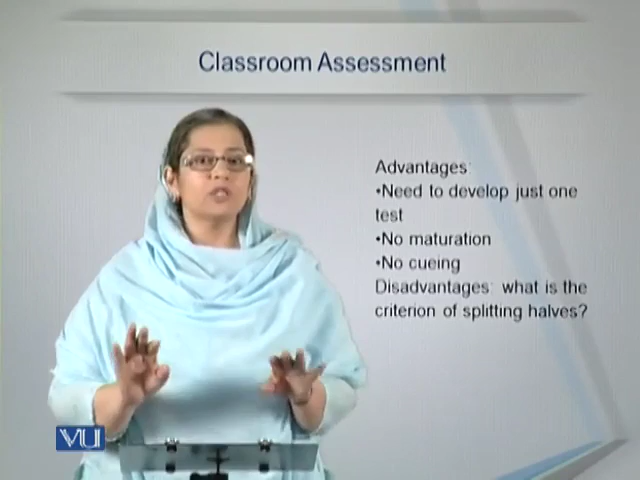 Classroom Assessment
Advantages:
•Need to develop just one
test
•No maturation
•No cueing
Disadvantages: what is the
criterion of splitting halves?
VU